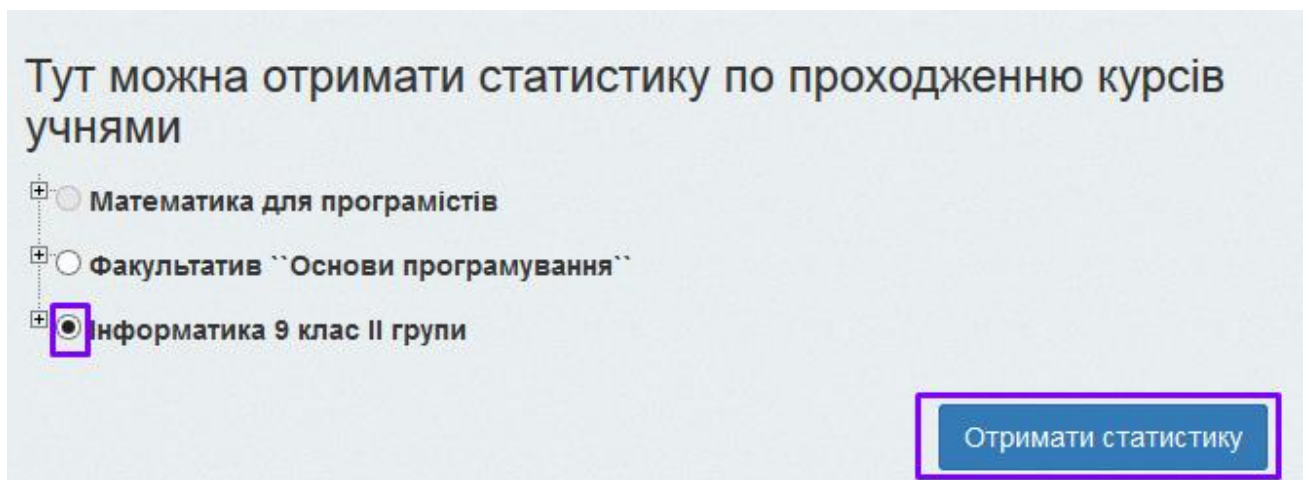 Тут можна отримати статистику по проходженню курсів
учнями
Математика для програмістів
Факультатив ``Основи програмування``
Інформатика 9 клас ІІ групи
Отримати статистику